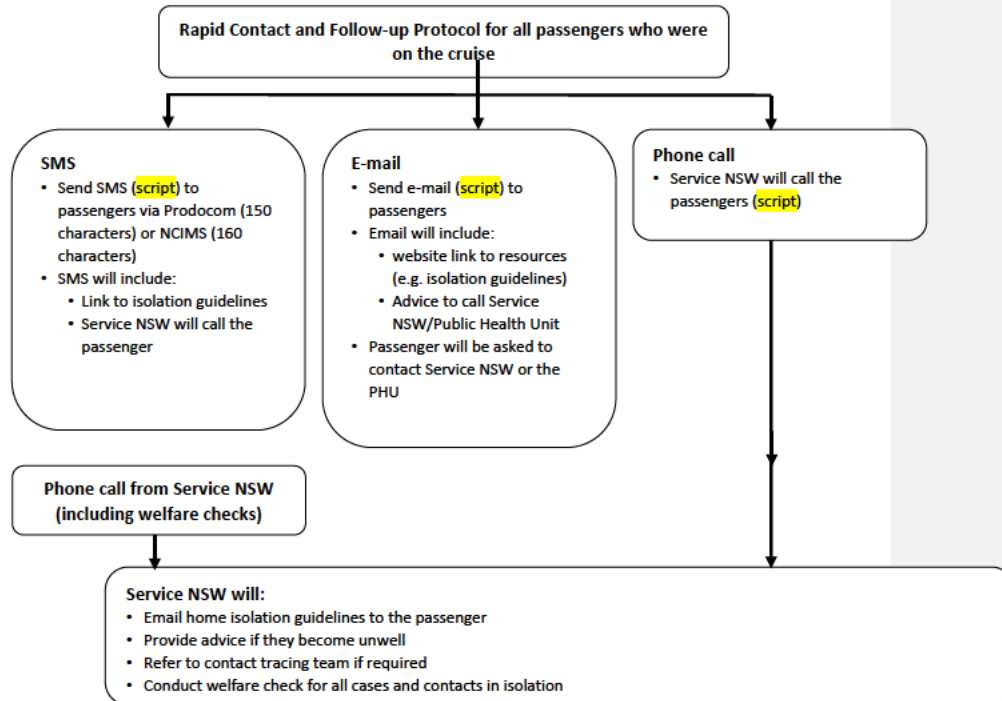 Rapid Contact and Follow-up Protocol for all passengers who were
on the cruise
SMS
• Send SMS (script) to
passengers via Prodocom (150
characters) or NCIMS (160
characters)
• SMS will include:
• Link to isolation guidelines
• Service NSW will call the
passenger
E-mail
• Send e-mail (script) to
passengers
• Email will include:
• website link to resources
(e.g. isolation guidelines)
• Advice to call Service
NSW/Public Health Unit
• Passenger will be asked to
contact Service NSW or the
PHU
Phone call
• Service NSW will call the
passengers (script)
Phone call from Service NSW
(including welfare checks)
Service NSW will:
• Email home isolation guidelines to the passenger
• Provide advice if they become unwell
• Refer to contact tracing team if required
• Conduct welfare check for all cases and contacts in isolation